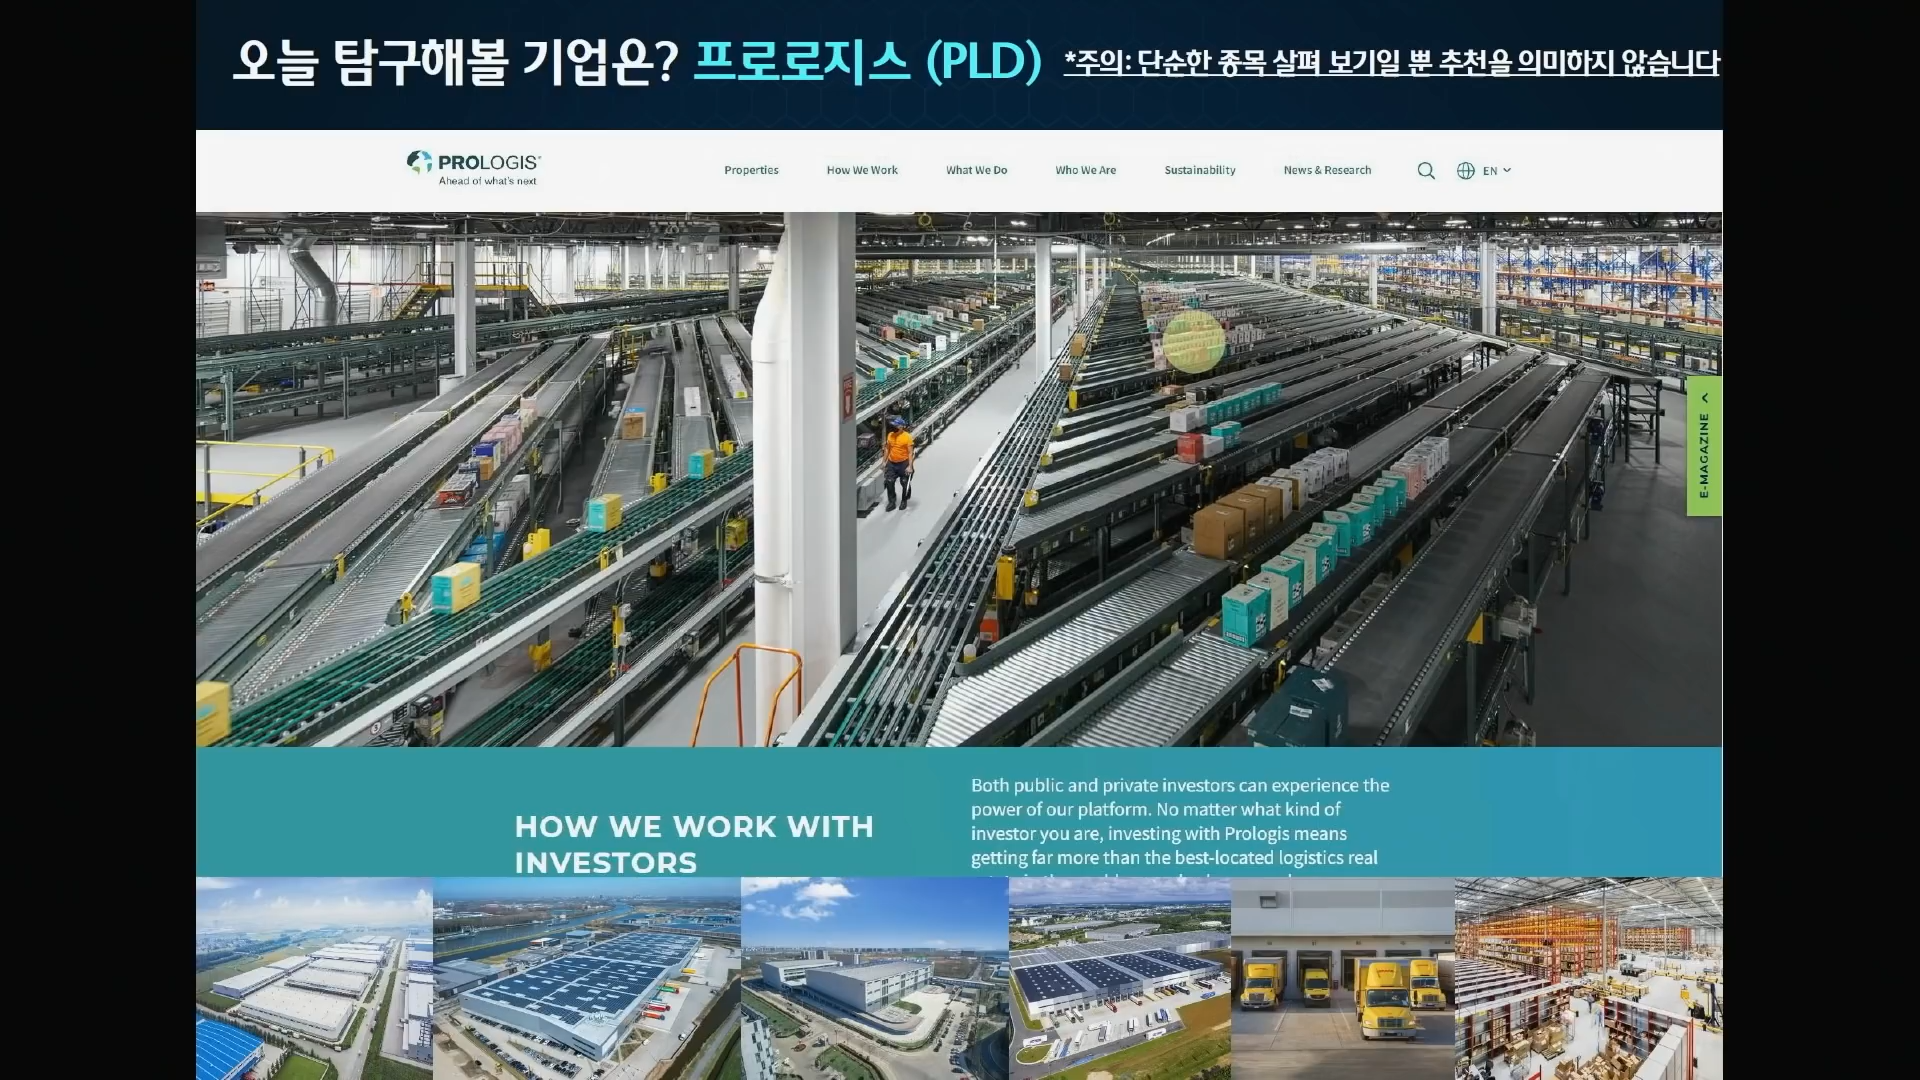 오늘 탐구해볼 기업은? 프로로지스 (PLD) *주의: 단순한 종목 살펴 보기일 뿐 추천을 의미하지 않습니다
PROLOGIS
Ahead of what's next
Properties How We Work What We Do Who We Are Sustainability News & Research EN
E-MAGAZINE
HOW WE WORK WITH
INVESTORS
Both public and private investors can experience the
power of our platform. No matter what kind of
investor you are, investing with Prologis means
getting far more than the best-located logistics real